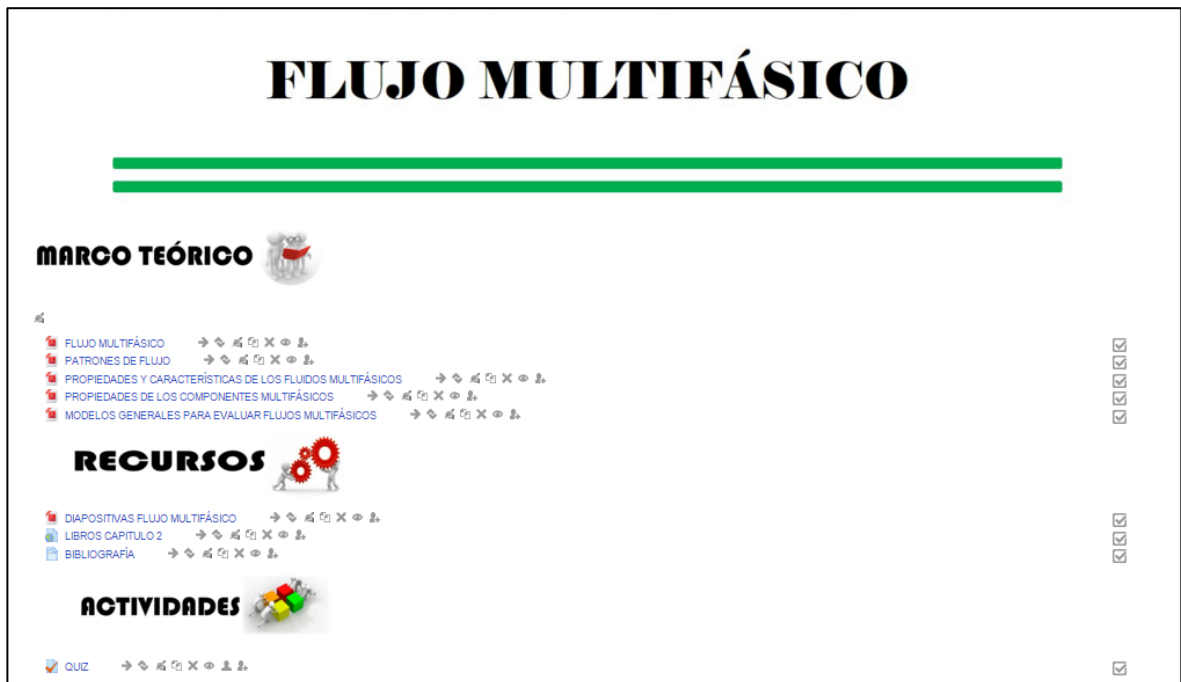 FLUJO MULTIFÁSICO
MARCO TEÓRICO
FLUJO MULTIFÁSICO
PATRONES DE FLUJO
PROPIEDADES Y CARACTERÍSTICAS DE LOS FLUIDOS MULTIFÁSICOS
PROPIEDADES DE LOS COMPONENTES MULTIFÁSICOS
MODELOS GENERALES PARA EVALUAR FLUJOS MULTIFÁSICOS
RECURSOS
DIAPOSITIVAS FLUJO MULTIFÁSICO
LIBROS CAPITULO 2
BIBLIOGRAFÍA
ACTIVIDADES
QUIZ